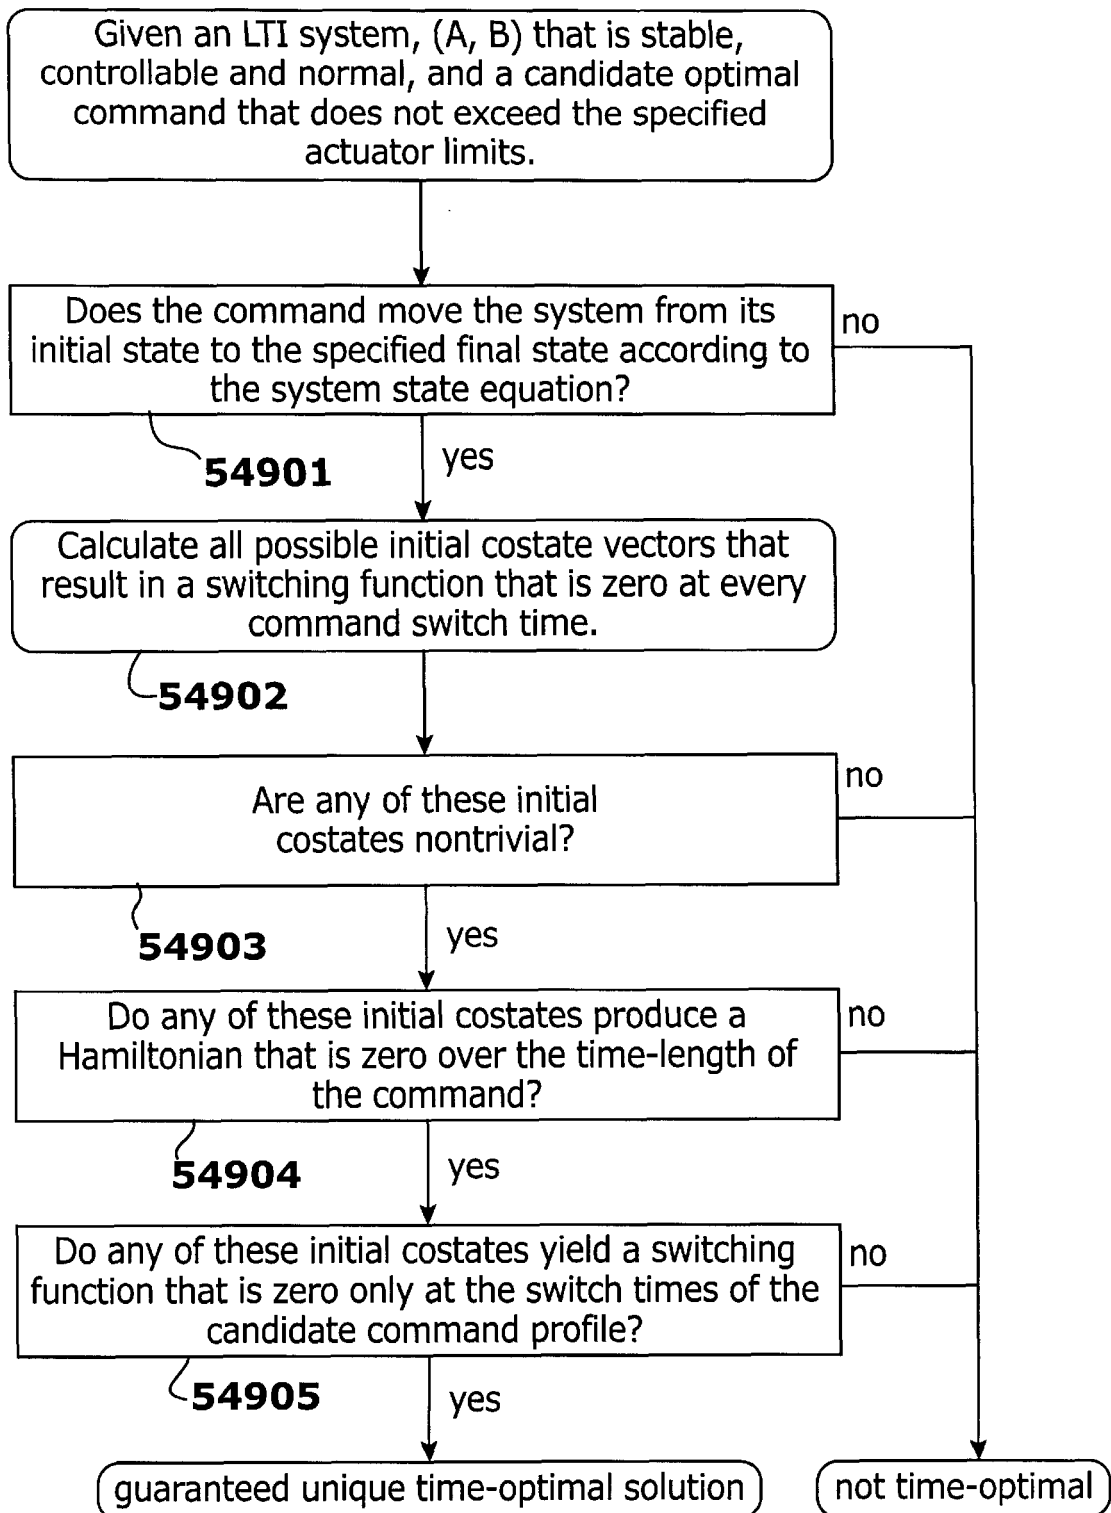 Given an LTI system, (A, B) that is stable,
controllable and normal, and a candidate optimal
command that does not exceed the specified
actuator limits.
Does the command move the system from its
initial state to the specified final state according to
the system state equation?
no
54901
yes
Calculate all possible initial costate vectors that
result in a switching function that is zero at every
command switch time.
54902
Are any of these initial
costates nontrivial?
no
54903
yes
Do any of these initial costates produce a
Hamiltonian that is zero over the time-length of
the command?
no
54904
yes
Do any of these initial costates yield a switching
function that is zero only at the switch times of the
candidate command profile?
no
54905
yes
guaranteed unique time-optimal solution
not time-optimal